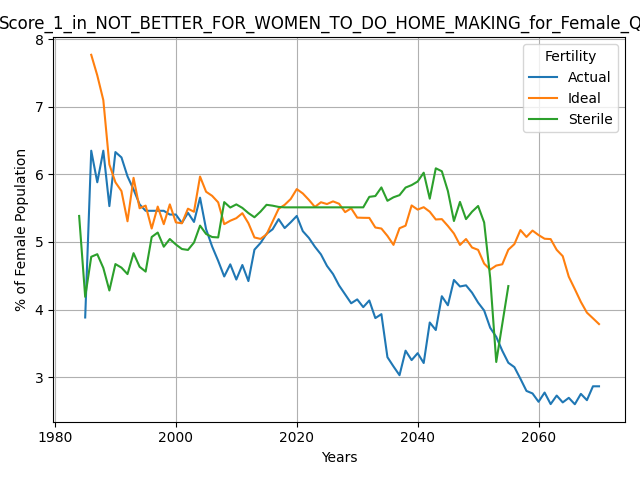 Score_1_in_NOT_BETTER_FOR_WOMEN_TO_DO_HOME_MAKING_for_Female_Q
8
7
6
5
4
3
% of Female Population
Fertility
Actual
Ideal
Sterile
1980 2000 2020 2040 2060
Years